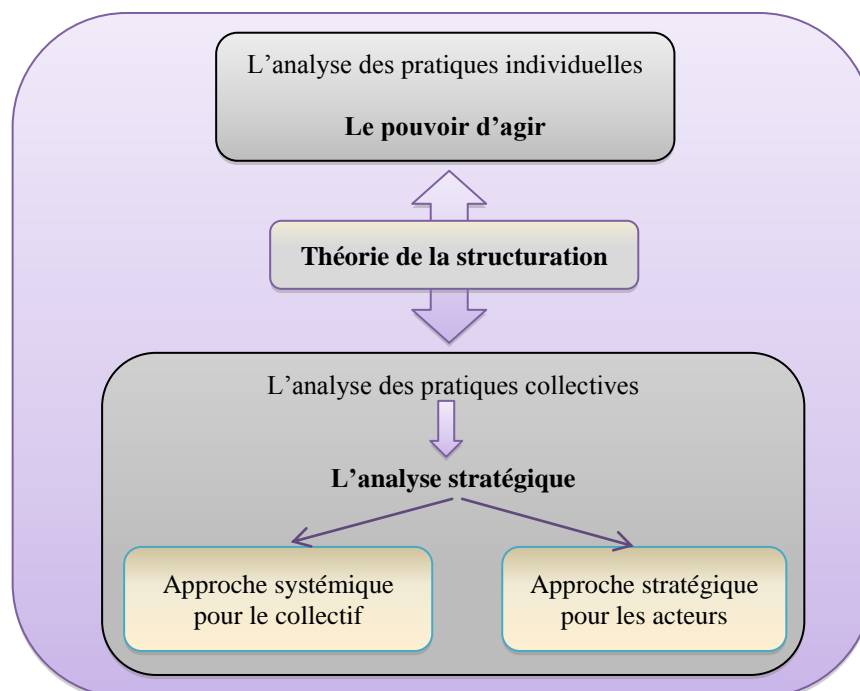 L’analyse des pratiques individuelles
Le pouvoir d’agir
Théorie de la structuration
L’analyse des pratiques collectives
L’analyse stratégique
Approche systémique
pour le collectif
Approche stratégique
pour les acteurs